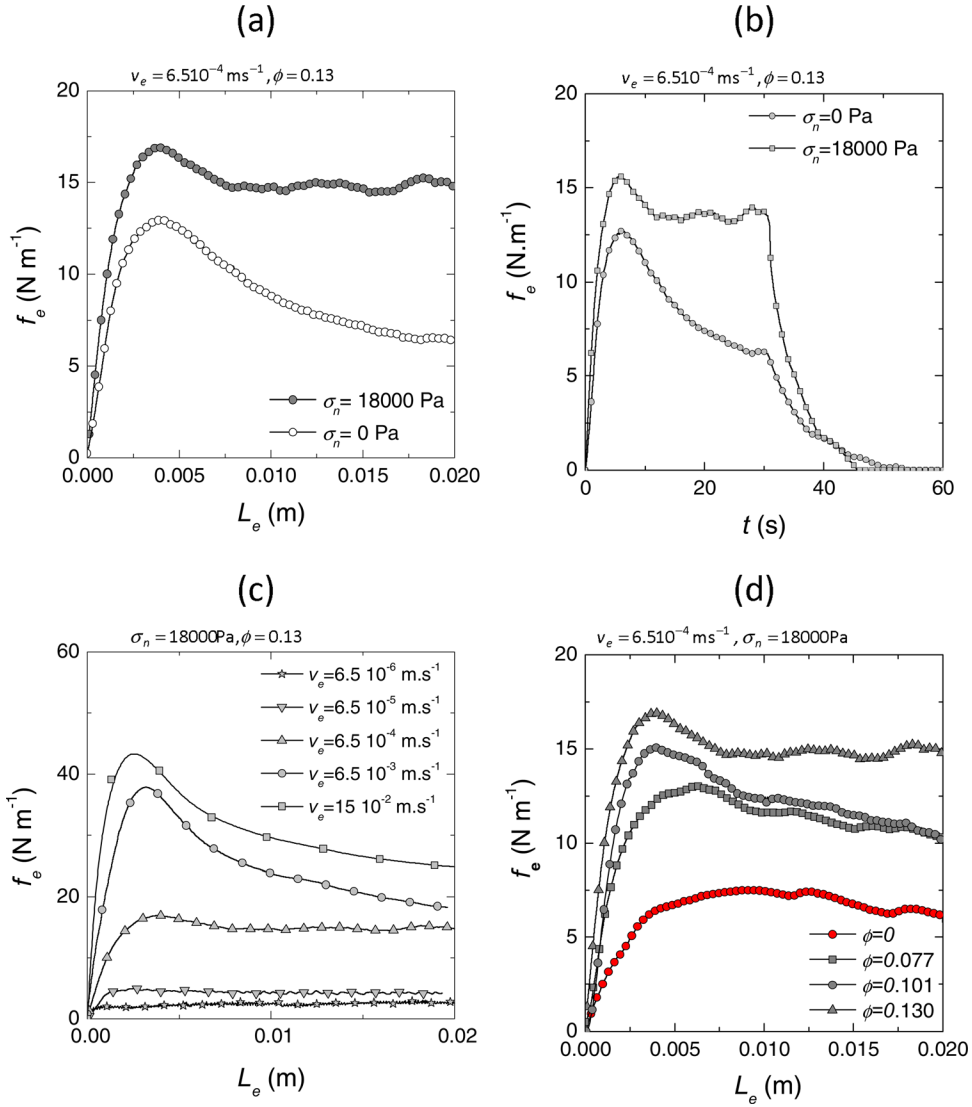 (a)
v_e = 6.510⁻⁴ ms⁻¹, ϕ = 0.13
20
15
10
5
0
f_e (N m⁻¹)
σ_n= 18000 Pa
σ_n= 0 Pa
0.000 0.005 0.010 0.015 0.020
L_e (m)
(b)
v_e = 6.510⁻⁴ ms⁻¹, ϕ = 0.13
20
15
10
5
0
f_e (N.m⁻¹)
σ_n=0 Pa
σ_n=18000 Pa
0 20 40 60
t (s)
(c)
σ_n = 18000Pa, ϕ = 0.13
60
40
20
0
f_e (N m⁻¹)
v_e=6.5 10⁻⁶ m.s⁻¹
v_e=6.5 10⁻⁵ m.s⁻¹
v_e=6.5 10⁻⁴ m.s⁻¹
v_e=6.5 10⁻³ m.s⁻¹
v_e=15 10⁻² m.s⁻¹
0.00 0.01 0.02
L_e (m)
(d)
v_e = 6.510⁻⁴ ms⁻¹ , σ_n = 18000Pa
20
15
10
5
0
f_e (N m⁻¹)
ϕ=0
ϕ=0.077
ϕ=0.101
ϕ=0.130
0.000 0.005 0.010 0.015 0.020
L_e (m)